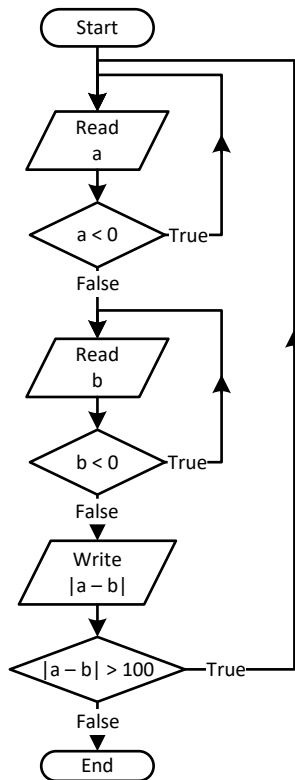 Start
Read
a
a < 0
True
False
Read
b
b < 0
True
False
Write
|a – b|
|a – b| > 100
True
False
End